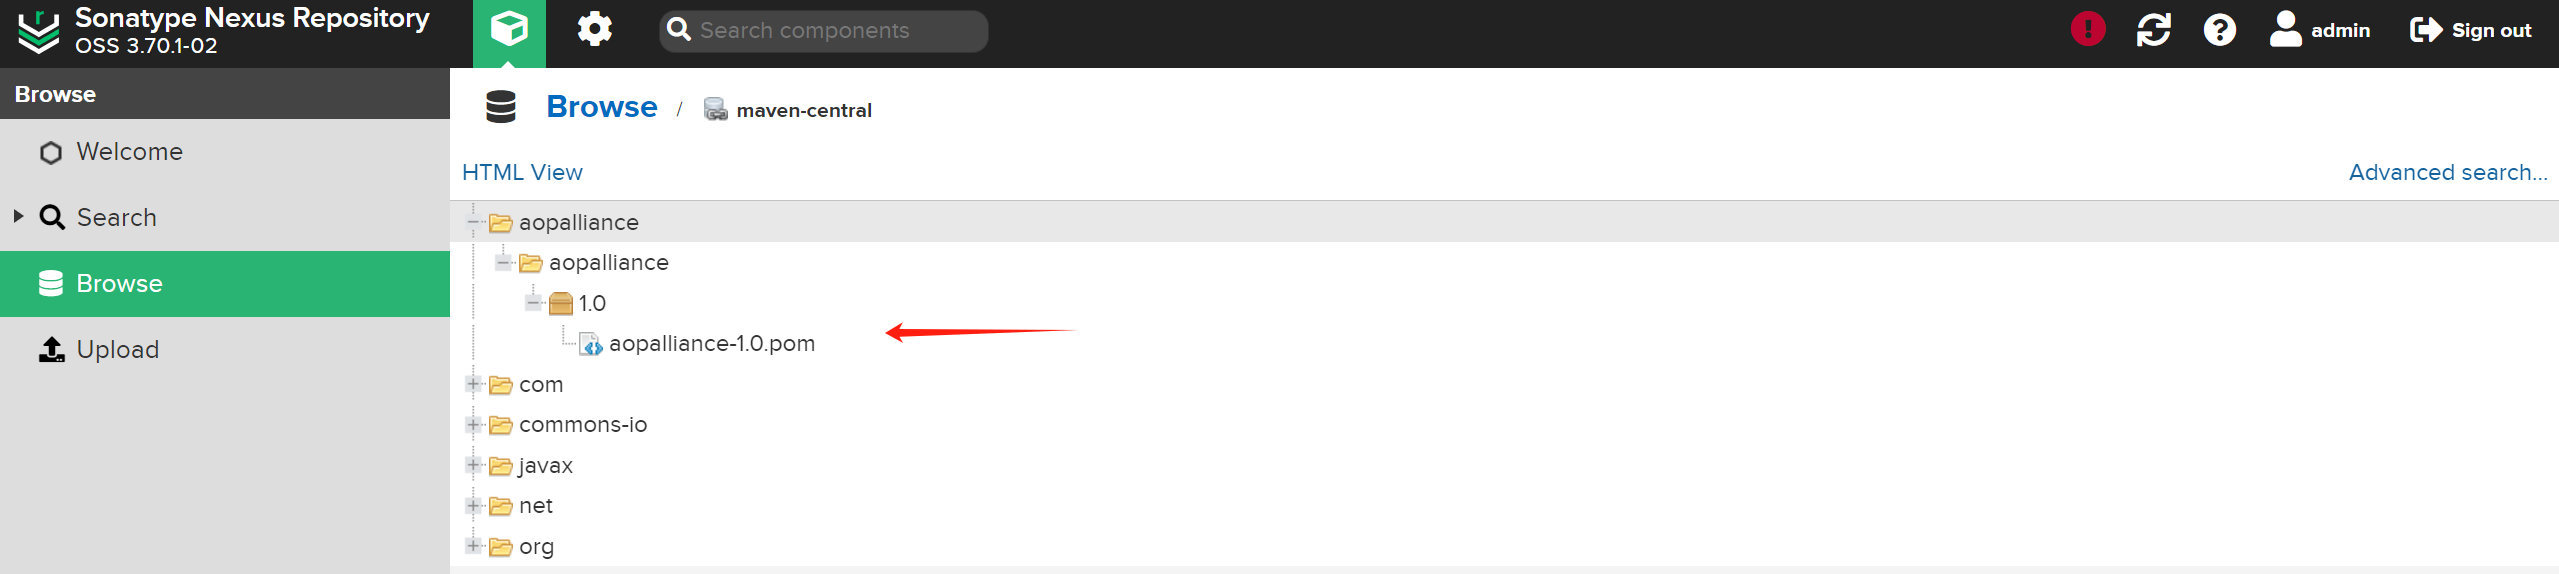 Sonatype Nexus Repository
OSS 3.70.1-02
Search components
admin
Sign out
Browse
Welcome
Search
Browse
Upload
Browse / maven-central
HTML View
Advanced search...
aopalliance
aopalliance
1.0
aopalliance-1.0.pom
com
commons-io
javax
net
org